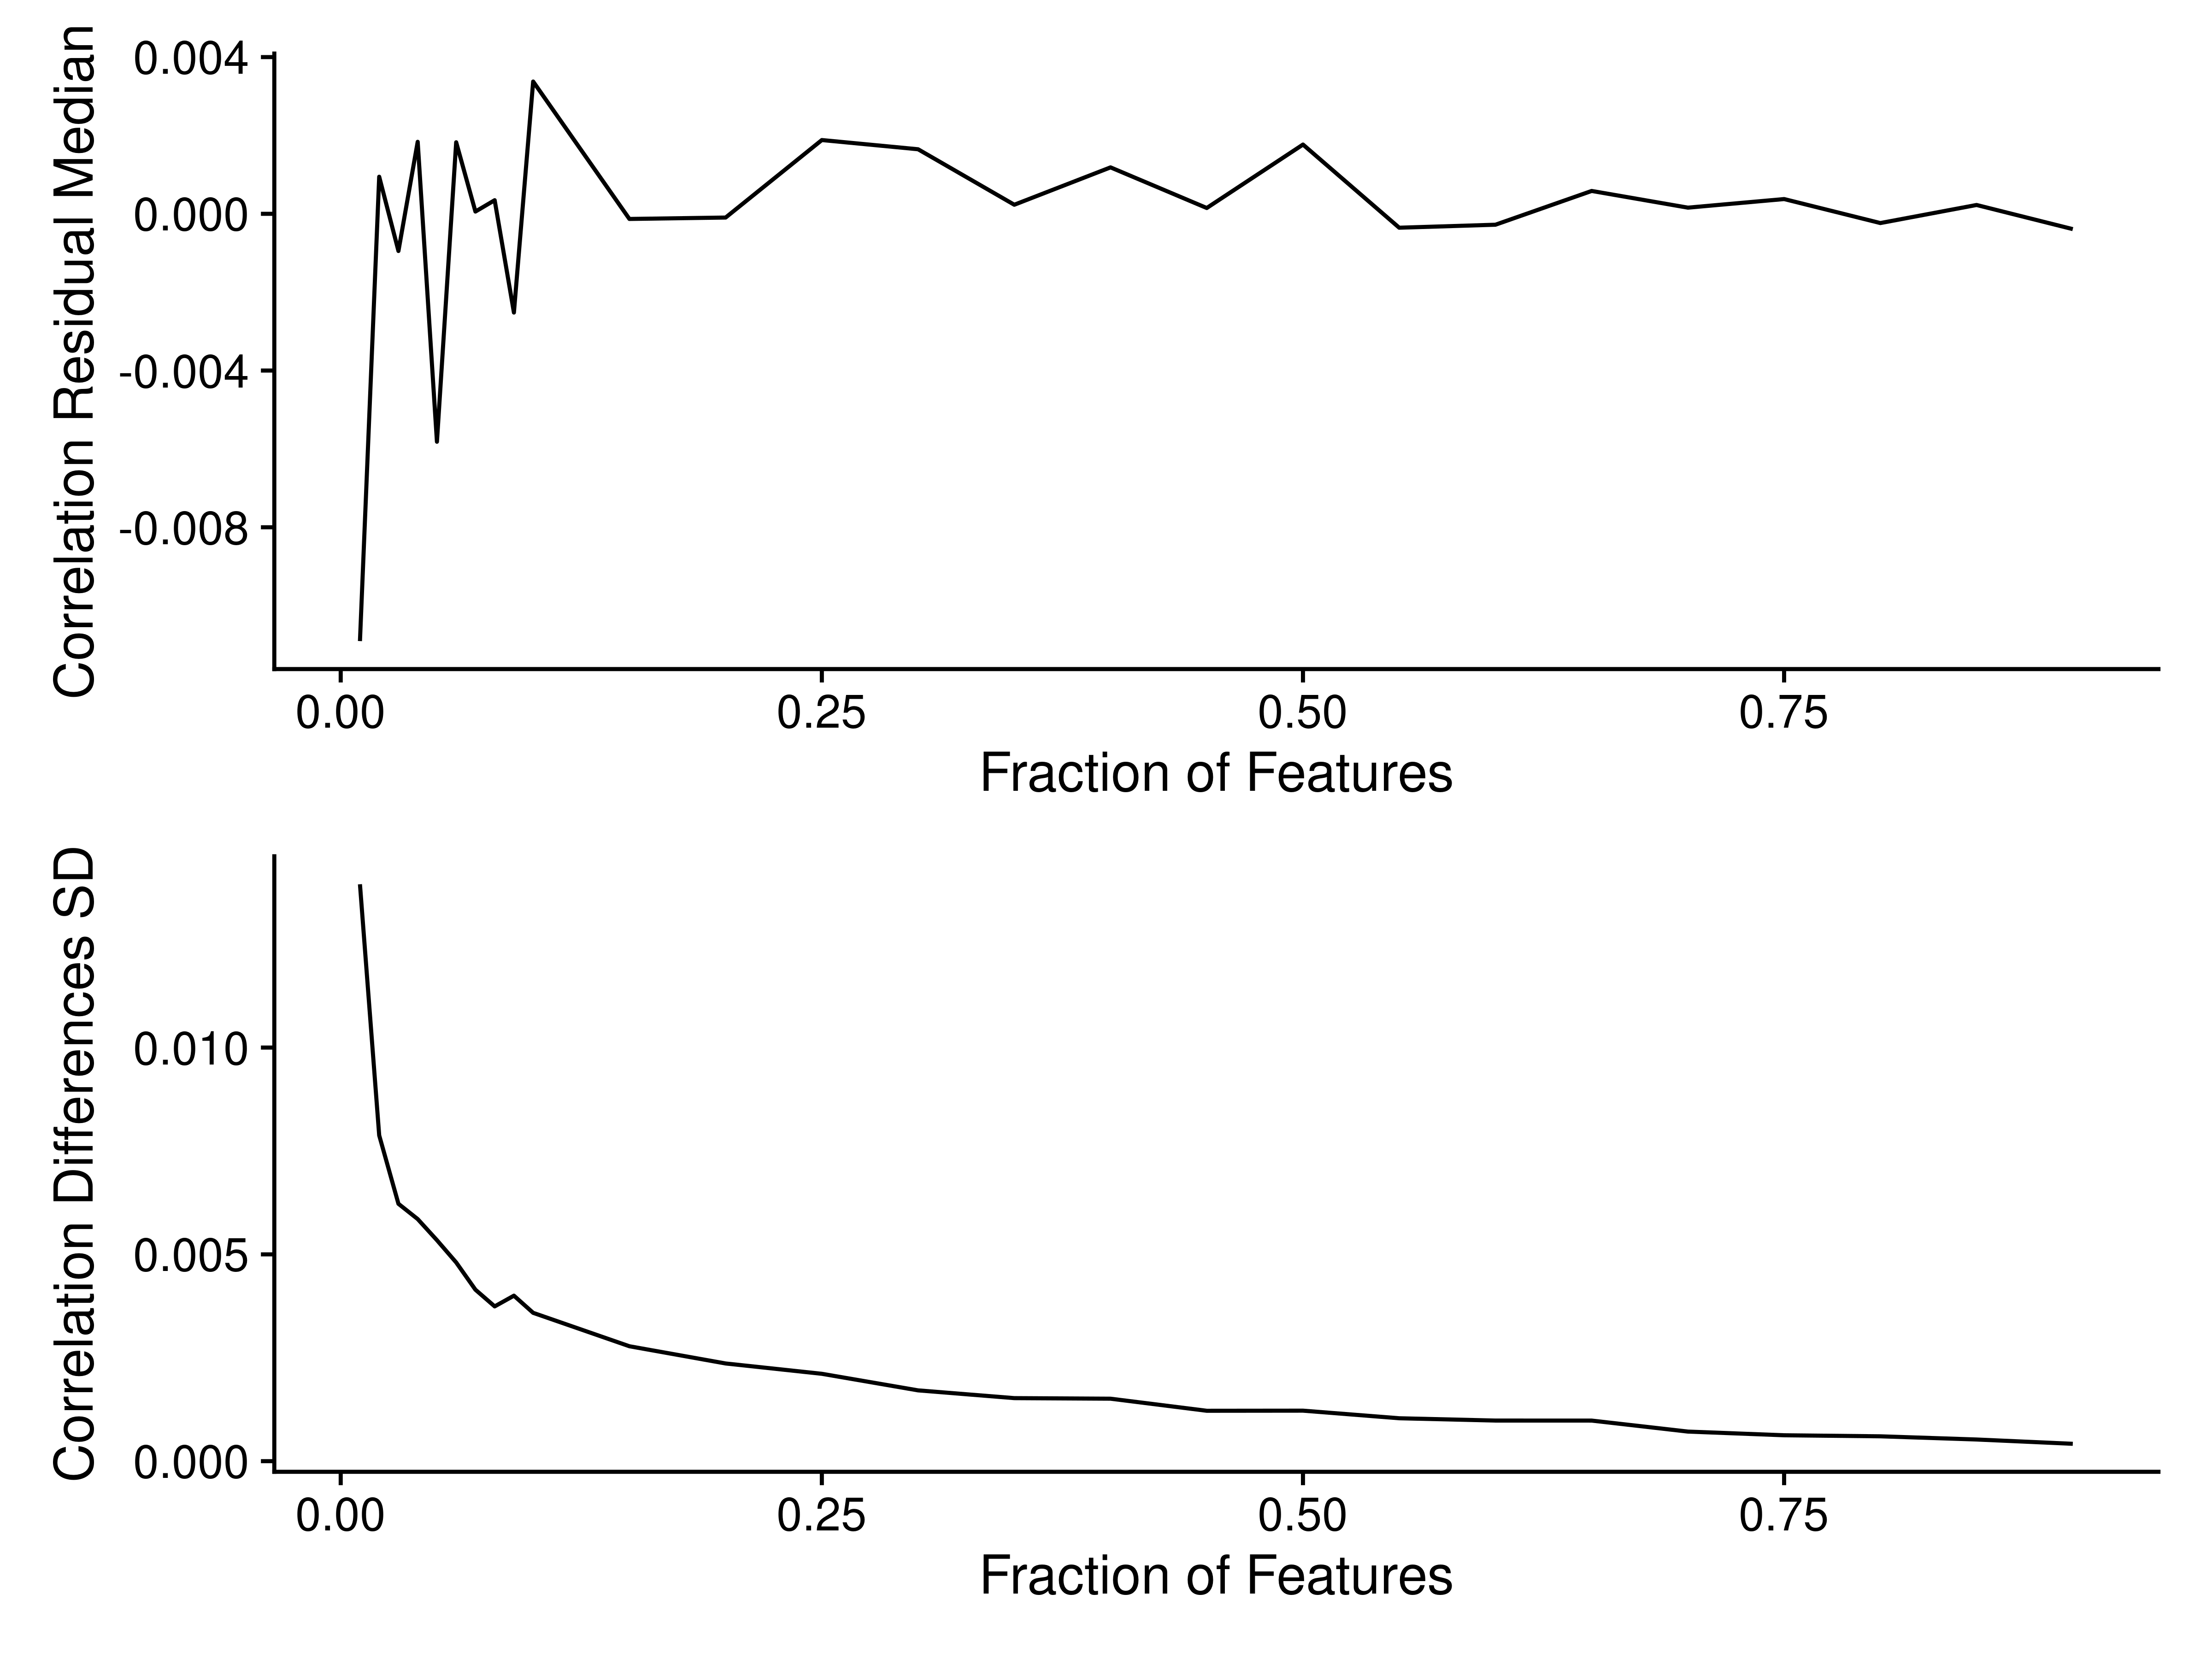 Correlation Residual Median
0.004
0.000
-0.004
-0.008
0.00 0.25 0.50 0.75
Fraction of Features
Correlation Differences SD
0.010
0.005
0.000
0.00 0.25 0.50 0.75
Fraction of Features